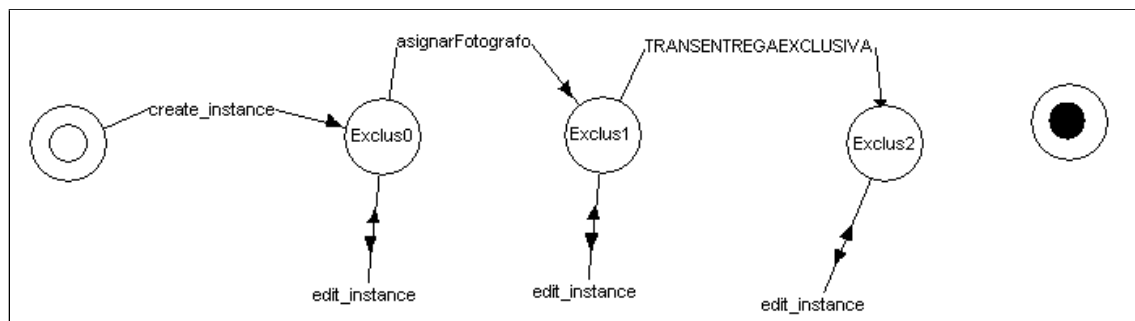 asignarFotografo
TRANSENTREGAEXCLUSIVA
create_instance
Exclus0
Exclus1
Exclus2
edit_instance
edit_instance
edit_instance